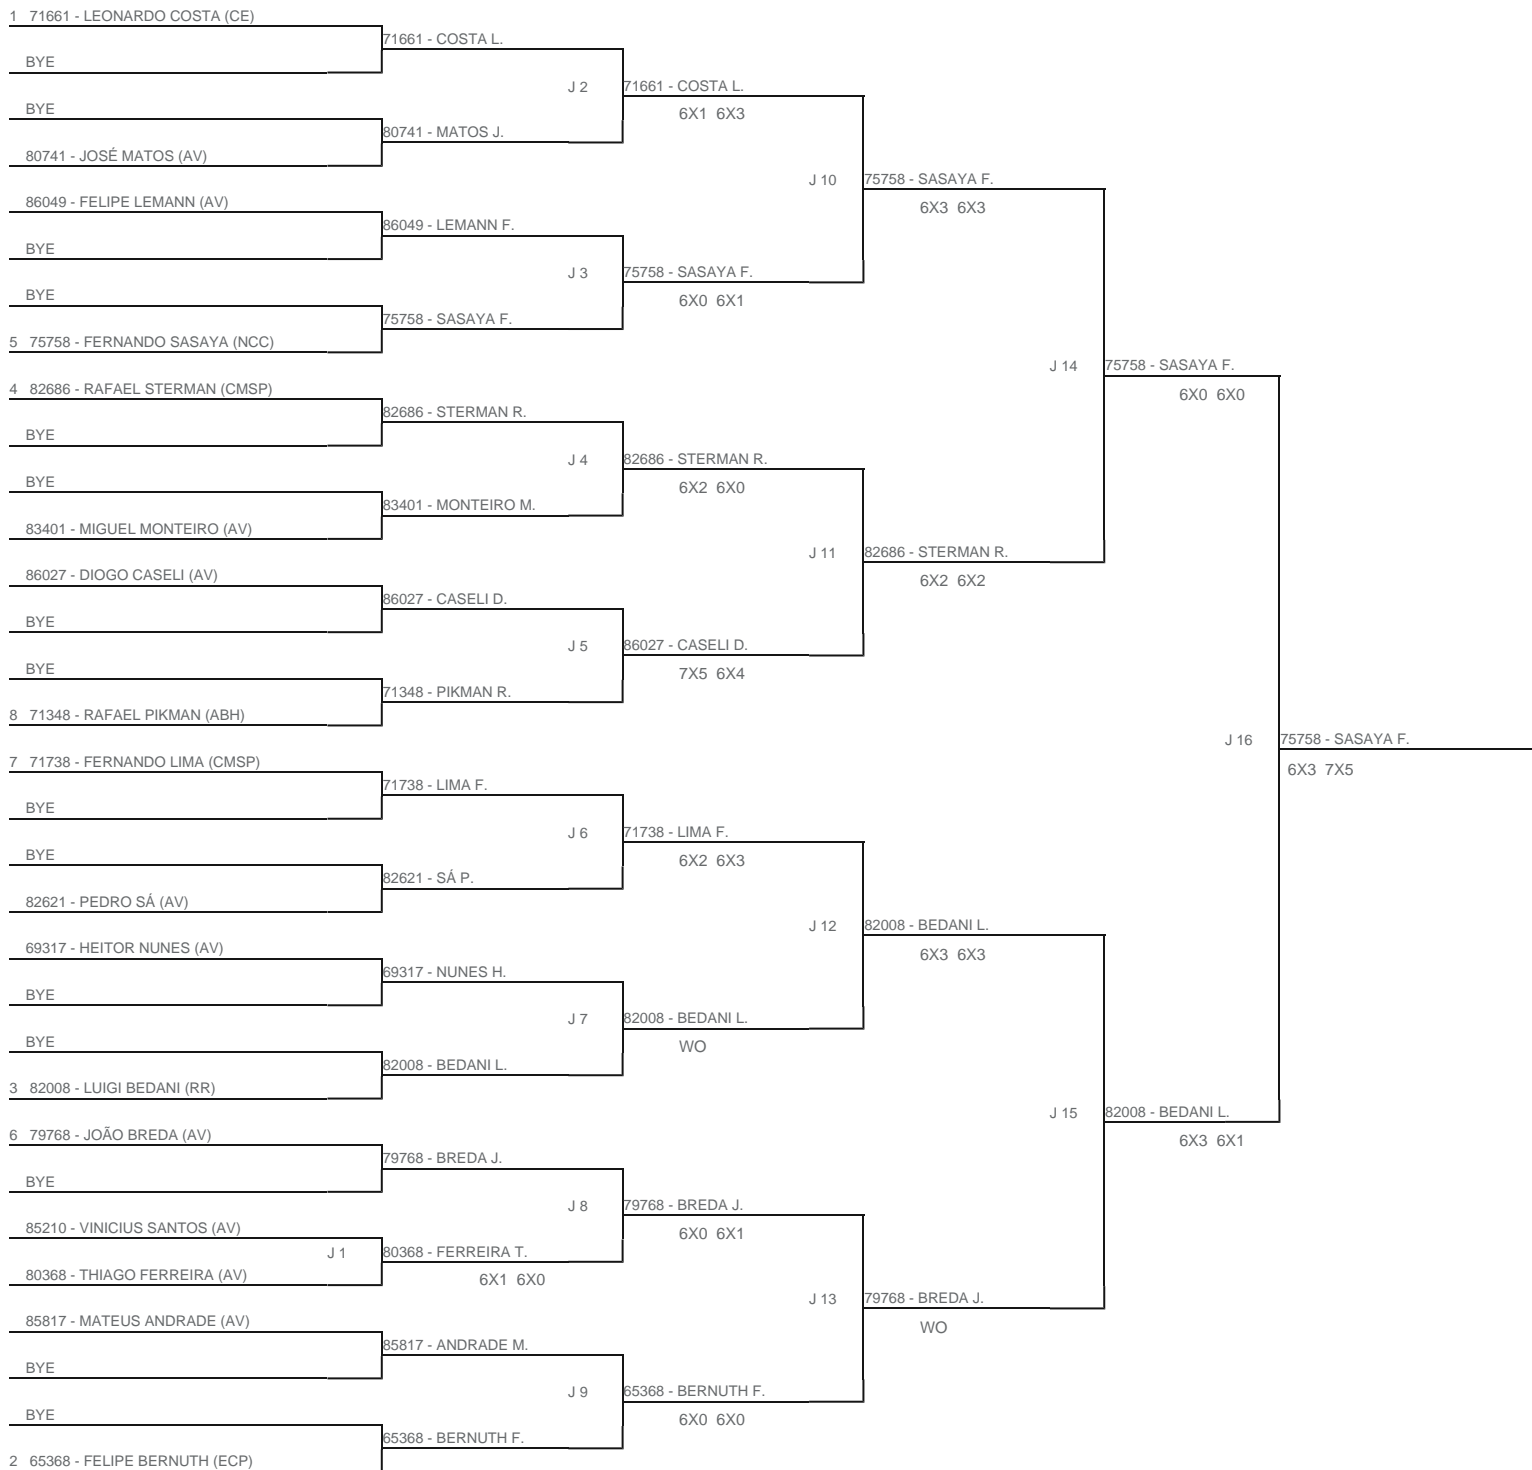 1 71661 - LEONARDO COSTA (CE)
71661 - COSTA L.
BYE
J 2
71661 - COSTA L.
6X1 6X3
BYE
80741 - MATOS J.
80741 - JOSÉ MATOS (AV)
J 10
75758 - SASAYA F.
6X3 6X3
86049 - FELIPE LEMANN (AV)
86049 - LEMANN F.
BYE
J 3
75758 - SASAYA F.
6X0 6X1
BYE
75758 - SASAYA F.
5 75758 - FERNANDO SASAYA (NCC)
J 14
75758 - SASAYA F.
6X0 6X0
4 82686 - RAFAEL STERMAN (CMSP)
82686 - STERMAN R.
BYE
J 4
82686 - STERMAN R.
6X2 6X0
BYE
83401 - MONTEIRO M.
83401 - MIGUEL MONTEIRO (AV)
J 11
82686 - STERMAN R.
6X2 6X2
86027 - DIOGO CASELI (AV)
86027 - CASELI D.
BYE
J 5
86027 - CASELI D.
7X5 6X4
BYE
71348 - PIKMAN R.
8 71348 - RAFAEL PIKMAN (ABH)
J 16
75758 - SASAYA F.
6X3 7X5
7 71738 - FERNANDO LIMA (CMSP)
71738 - LIMA F.
BYE
J 6
71738 - LIMA F.
6X2 6X3
BYE
82621 - SÁ P.
82621 - PEDRO SÁ (AV)
J 12
82008 - BEDANI L.
6X3 6X3
69317 - HEITOR NUNES (AV)
69317 - NUNES H.
BYE
J 7
82008 - BEDANI L.
WO
BYE
82008 - BEDANI L.
3 82008 - LUIGI BEDANI (RR)
J 15
82008 - BEDANI L.
6X3 6X1
6 79768 - JOÃO BREDA (AV)
79768 - BREDA J.
BYE
J 8
79768 - BREDA J.
6X0 6X1
85210 - VINICIUS SANTOS (AV)
J 1
80368 - FERREIRA T.
6X1 6X0
80368 - THIAGO FERREIRA (AV)
J 13
79768 - BREDA J.
WO
85817 - MATEUS ANDRADE (AV)
85817 - ANDRADE M.
BYE
J 9
65368 - BERNUTH F.
6X0 6X0
BYE
65368 - BERNUTH F.
2 65368 - FELIPE BERNUTH (ECP)